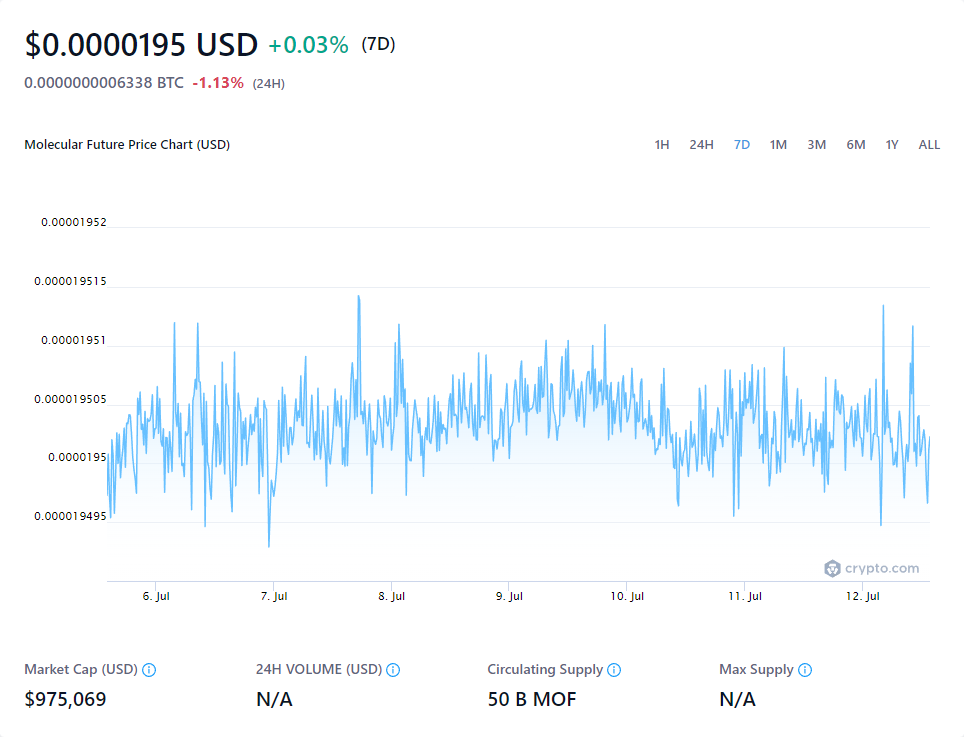 $0.0000195 USD +0.03% (7D)
0.0000000006338 BTC -1.13% (24H)
Molecular Future Price Chart (USD)
1H 24H 7D 1M 3M 6M 1Y ALL
0.00001952
0.000019515
0.00001951
0.000019505
0.0000195
0.000019495
crypto.com
6. Jul 7. Jul 8. Jul 9. Jul 10. Jul 11. Jul 12. Jul
Market Cap (USD) 24H VOLUME (USD) Circulating Supply Max Supply
$975,069 N/A 50 B MOF N/A